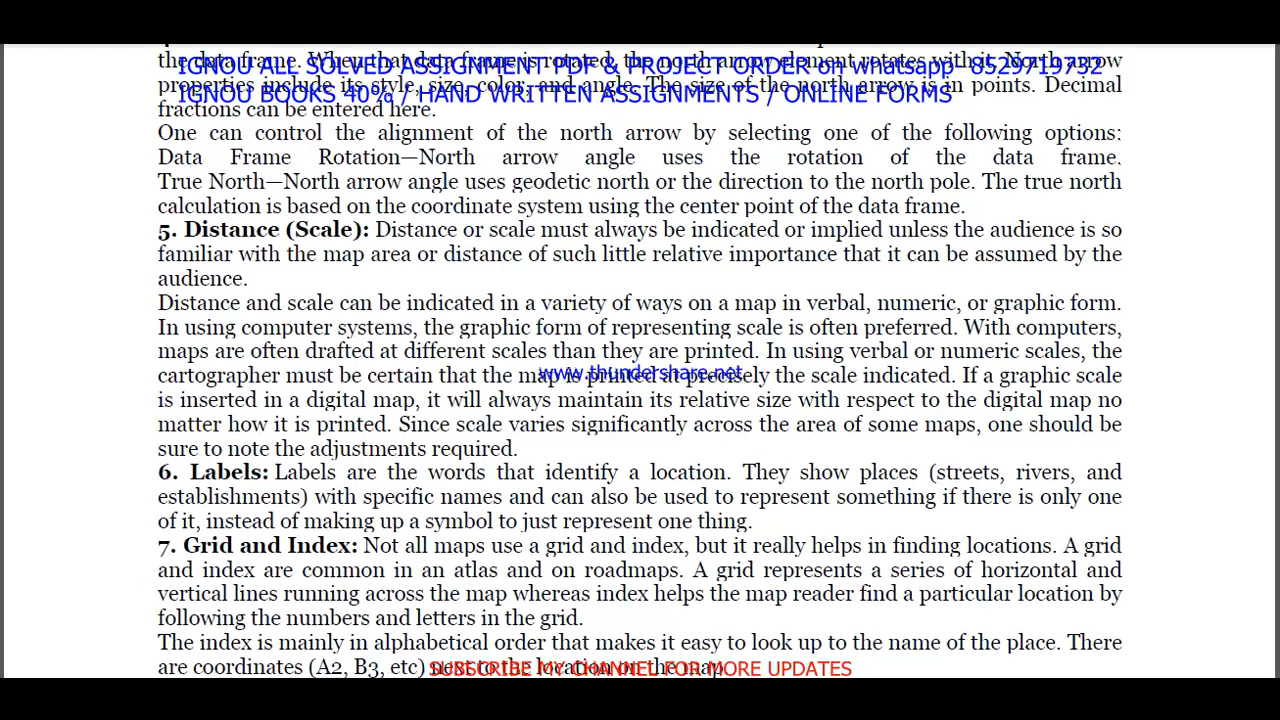 the data frame. When that data frame is rotated, the north arrow element rotates with it. North arrow
IGNOU ALL SOLVED ASSIGNMENT PDF & PROJECT ORDER on whatsapp- 8529719732
properties include its style, size, color, and angle. The size of the north arrow is in points. Decimal
IGNOU BOOKS 40% / HAND WRITTEN ASSIGNMENTS / ONLINE FORMS
fractions can be entered here.
One can control the alignment of the north arrow by selecting one of the following options:
Data Frame Rotation—North arrow angle uses the rotation of the data frame.
True North—North arrow angle uses geodetic north or the direction to the north pole. The true north
calculation is based on the coordinate system using the center point of the data frame.
5. Distance (Scale): Distance or scale must always be indicated or implied unless the audience is so
familiar with the map area or distance of such little relative importance that it can be assumed by the
audience.
Distance and scale can be indicated in a variety of ways on a map in verbal, numeric, or graphic form.
In using computer systems, the graphic form of representing scale is often preferred. With computers,
maps are often drafted at different scales than they are printed. In using verbal or numeric scales, the
cartographer must be certain that the map is printed at precisely the scale indicated. If a graphic scale
www.thundershare.net
is inserted in a digital map, it will always maintain its relative size with respect to the digital map no
matter how it is printed. Since scale varies significantly across the area of some maps, one should be
sure to note the adjustments required.
6. Labels: Labels are the words that identify a location. They show places (streets, rivers, and
establishments) with specific names and can also be used to represent something if there is only one
of it, instead of making up a symbol to just represent one thing.
7. Grid and Index: Not all maps use a grid and index, but it really helps in finding locations. A grid
and index are common in an atlas and on roadmaps. A grid represents a series of horizontal and
vertical lines running across the map whereas index helps the map reader find a particular location by
following the numbers and letters in the grid.
The index is mainly in alphabetical order that makes it easy to look up to the name of the place. There
are coordinates (A2, B3, etc) next to the location on the map
SUBSCRIBE MY CHANNEL FOR MORE UPDATES